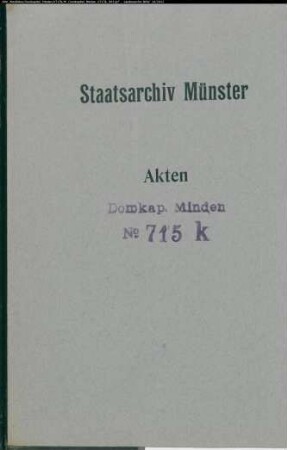 Staatsarchiv Münster
Akten
Domkap. Minden
№ 715 k